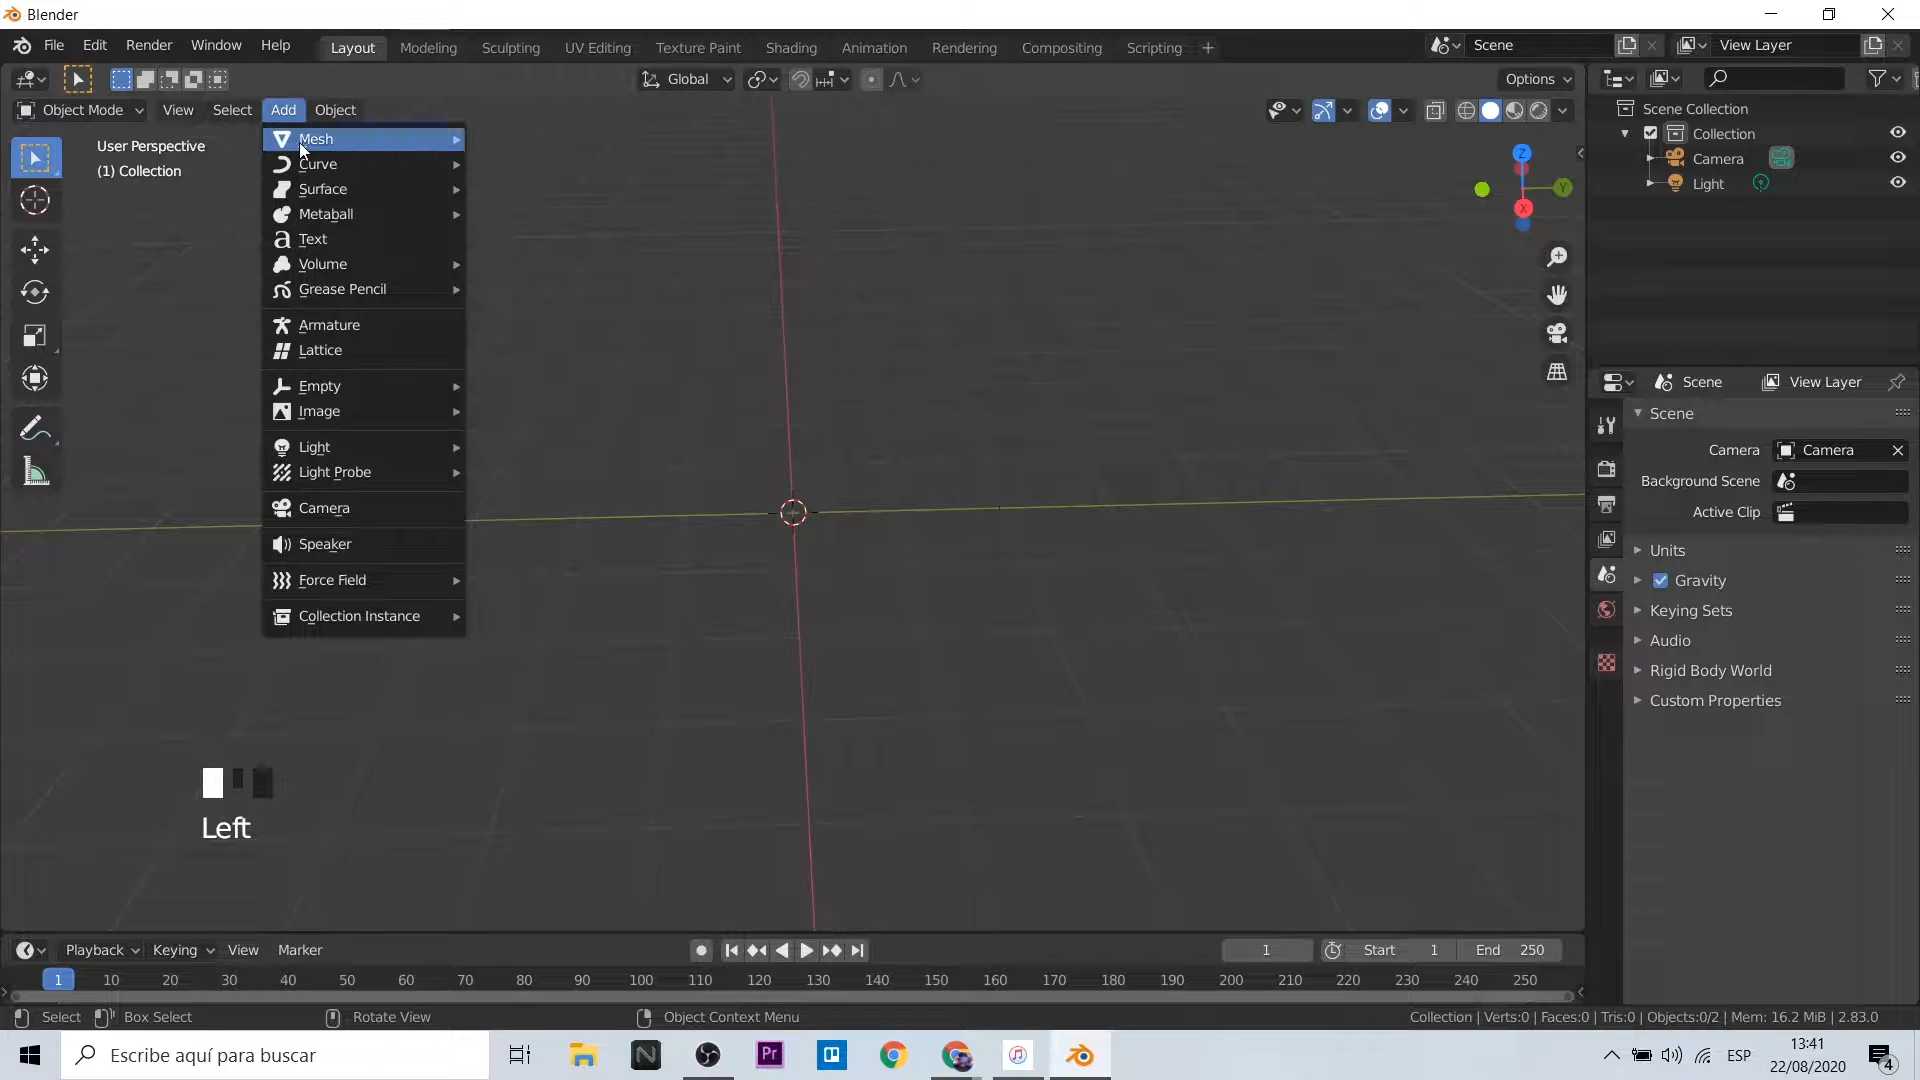 Blender
File Edit Render Window Help Layout Modeling Sculpting UV Editing Texture Paint Shading Animation Rendering Compositing Scripting + Scene View Layer
Global Options
Object Mode View Select Add Object
User Perspective
(1) Collection
Mesh
Curve
Surface
Metaball
Text
Volume
Grease Pencil
Armature
Lattice
Empty
Image
Light
Light Probe
Camera
Speaker
Force Field
Collection Instance
Z
Y
X
Scene Collection
Collection
Camera
Light
Scene View Layer
Scene
Camera Camera
Background Scene
Active Clip
Units
Gravity
Keying Sets
Audio
Rigid Body World
Custom Properties
Left
Playback Keying View Marker 1 Start 1 End 250
1 10 20 30 40 50 60 70 80 90 100 110 120 130 140 150 160 170 180 190 200 210 220 230 240 250
Select Box Select Rotate View Object Context Menu Collection | Verts:0 | Faces:0 | Tris:0 | Objects:0/2 | Mem: 16.2 MiB | 2.83.0
Escribe aquí para buscar
N
Pr
ESP
13:41
22/08/2020
4